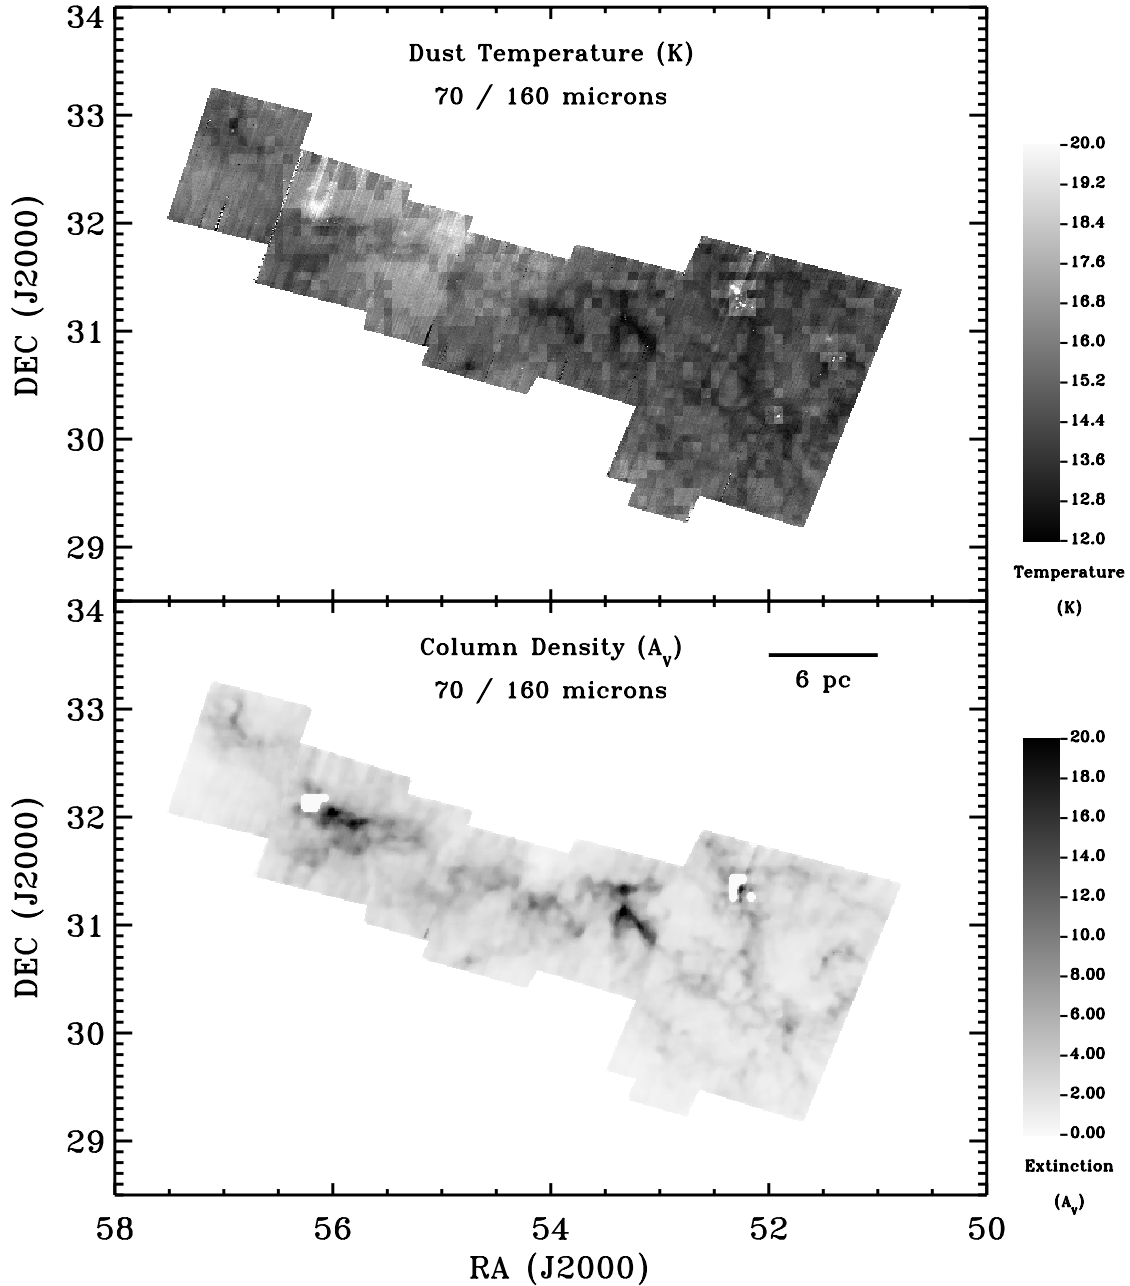 34
Dust Temperature (K)
70 / 160 microns
33
32
31
30
29
DEC (J2000)
20.0
19.2
18.4
17.6
16.8
16.0
15.2
14.4
13.6
12.8
12.0
Temperature
(K)
34
Column Density (A_V)
70 / 160 microns
6 pc
33
32
31
30
29
DEC (J2000)
20.0
18.0
16.0
14.0
12.0
10.0
8.00
6.00
4.00
2.00
0.00
Extinction
(A_V)
58 56 54 52 50
RA (J2000)